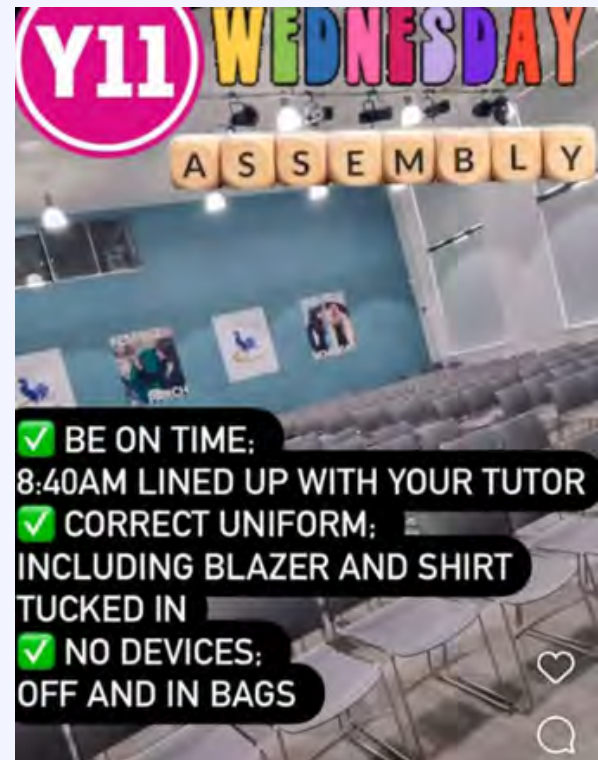 Y11 WEDNESDAY
ASSEMBLY
✅ BE ON TIME:
8:40AM LINED UP WITH YOUR TUTOR
✅ CORRECT UNIFORM:
INCLUDING BLAZER AND SHIRT
TUCKED IN
✅ NO DEVICES:
OFF AND IN BAGS